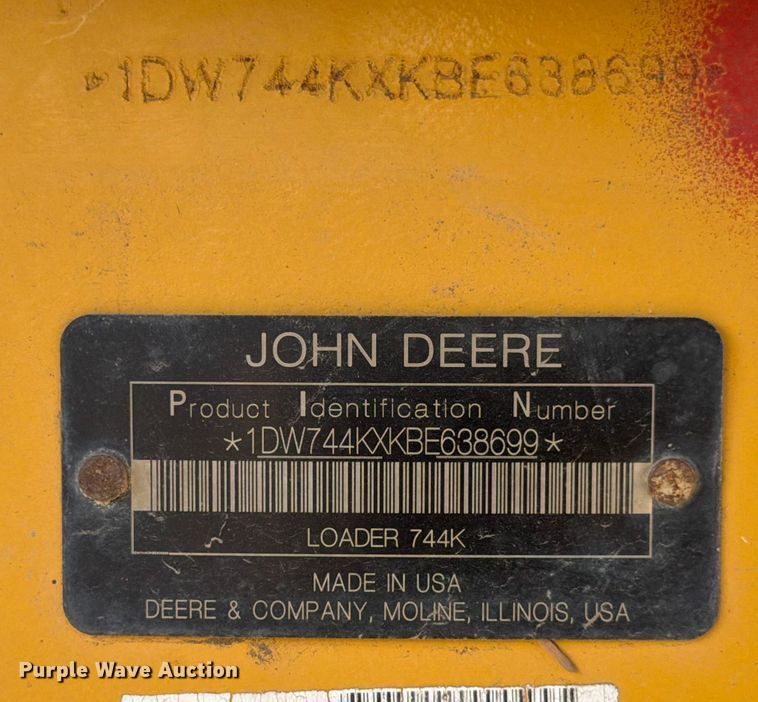 *1DW744KXKBE638699*
JOHN DEERE
Product Identification Number
*1DW744KXKBE638699*
LOADER 744K
MADE IN USA
DEERE & COMPANY, MOLINE, ILLINOIS, USA
Purple Wave Auction